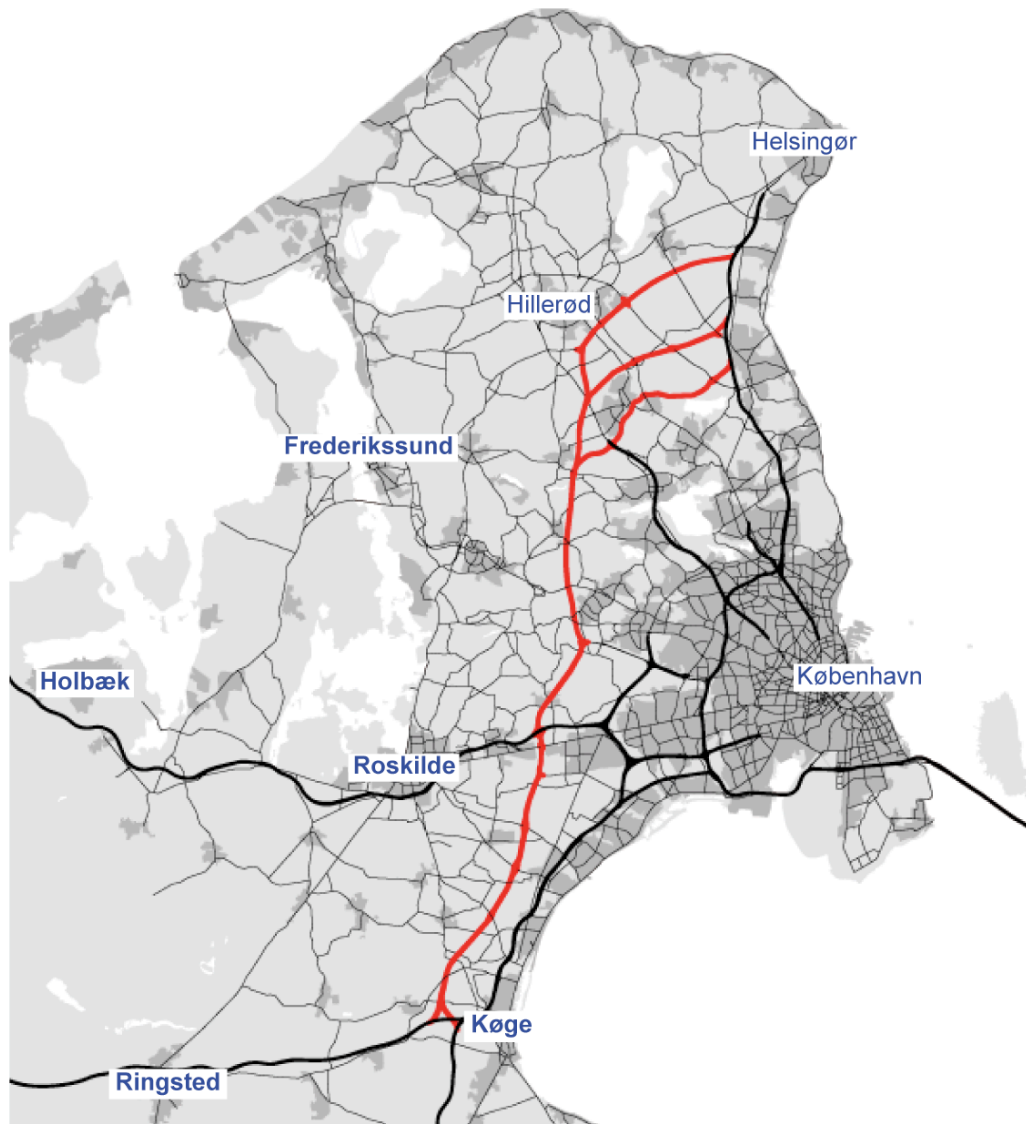 Helsingør
Hillerød
Frederikssund
Holbæk
København
Roskilde
Køge
Ringsted